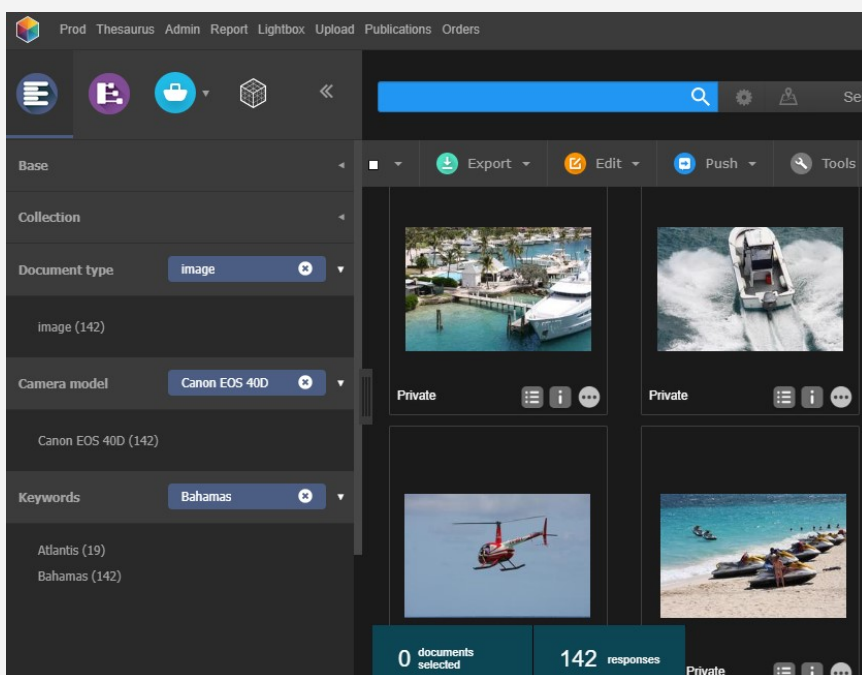 Prod Thesaurus Admin Report Lightbox Upload Publications Orders
Se
Base
Export Edit Push Tools
Collection
Document type image
image (142)
Camera model Canon EOS 40D
Private Private
Canon EOS 40D (142)
Keywords Bahamas
Atlantis (19)
Bahamas (142)
0 documents selected 142 responses
Private